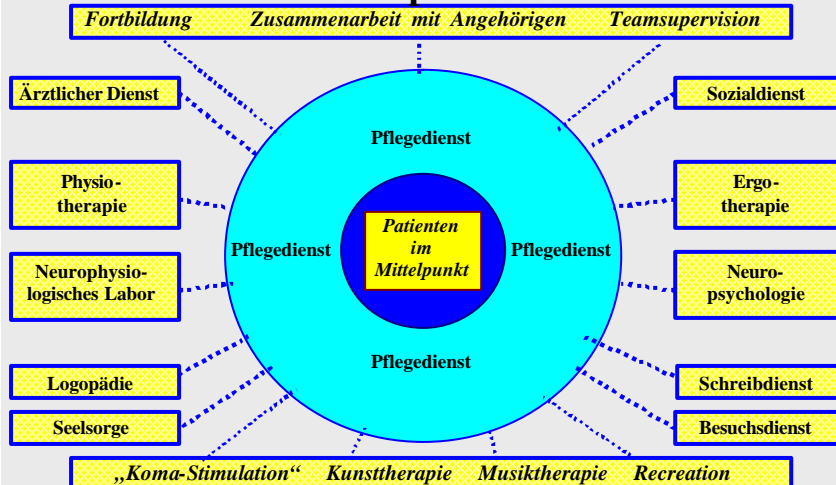 Fortbildung Zusammenarbeit mit Angehörigen Teamsupervision
Ärztlicher Dienst
Sozialdienst
Pflegedienst
Physio-
therapie
Ergo-
therapie
Patienten
im
Mittelpunkt
Pflegedienst
Pflegedienst
Neurophysio-
logisches Labor
Neuro-
psychologie
Pflegedienst
Logopädie
Schreibdienst
Seelsorge
Besuchsdienst
„Koma-Stimulation“ Kunsttherapie Musiktherapie Recreation